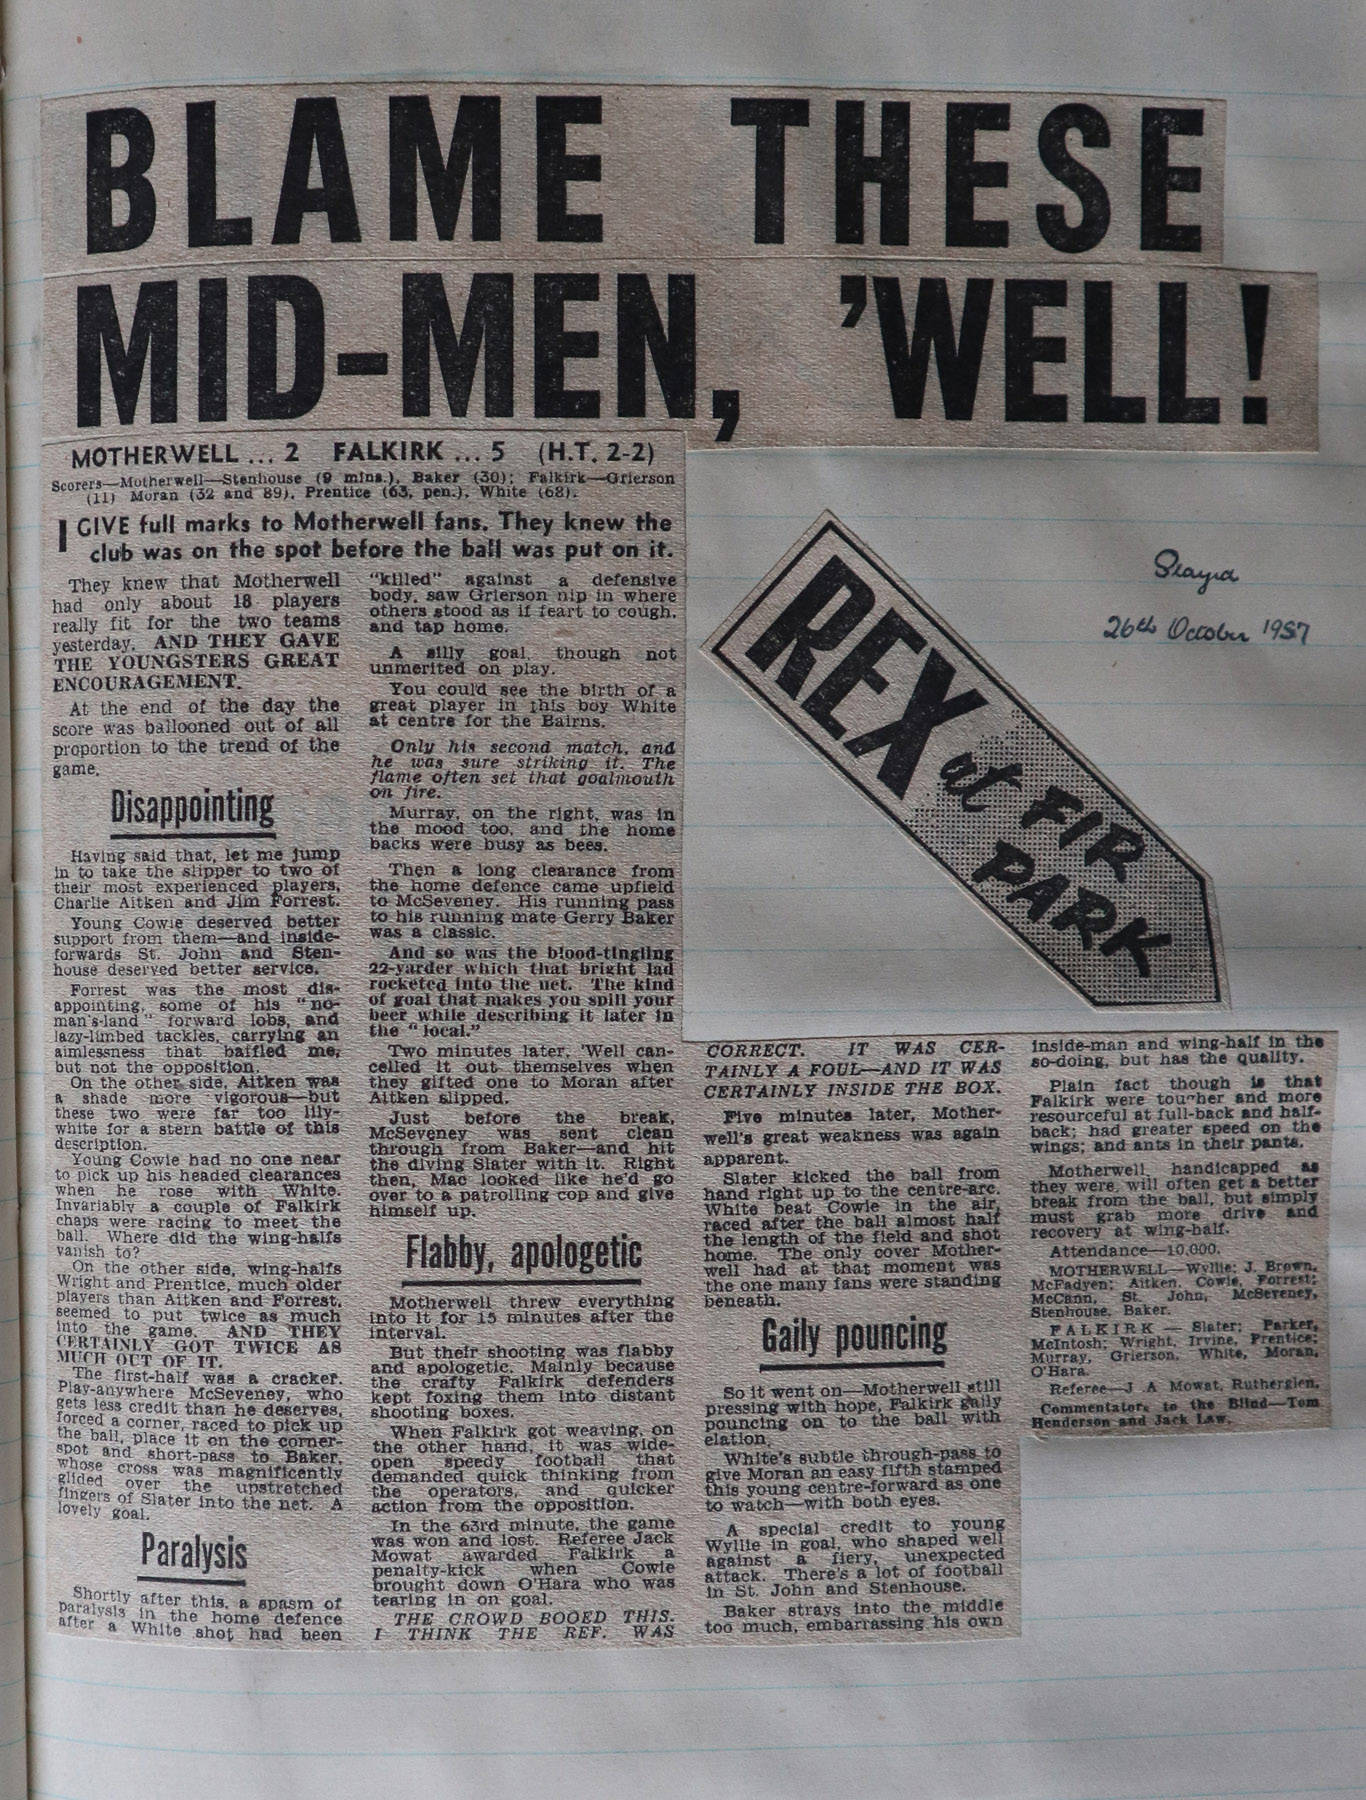 BLAME THESE
MID-MEN, 'WELL!
MOTHERWELL ... 2 FALKIRK ... 5 (H.T. 2-2)
Scorers—Motherwell—Stenhouse (9 mins.), Baker (30); Falkirk—Grierson
(11) Moran (32 and 89), Prentice (63, pen.), White (68).
I GIVE full marks to Motherwell fans. They knew the
club was on the spot before the ball was put on it.
They knew that Motherwell
had only about 18 players
really fit for the two teams
yesterday. AND THEY GAVE
THE YOUNGSTERS GREAT
ENCOURAGEMENT.
At the end of the day the
score was ballooned out of all
proportion to the trend of the
game.
Disappointing
Having said that, let me jump
in to take the slipper to two of
their most experienced players,
Charlie Aitken and Jim Forrest.
Young Cowie deserved better
support from them—and inside-
forwards St. John and Sten-
house deserved better service.
Forrest was the most dis-
appointing, some of his "no-
man's-land" forward lobs, and
lazy-limbed tackles, carrying an
aimlessness that baffled me,
but not the opposition.
On the other side, Aitken was
a shade more vigorous—but
these two were far too lily-
white for a stern battle of this
description.
Young Cowie had no one near
to pick up his headed clearances
when he rose with White.
Invariably a couple of Falkirk
chaps were racing to meet the
ball. Where did the wing-halfs
vanish to?
On the other side, wing-halfs
Wright and Prentice, much older
players than Aitken and Forrest,
seemed to put twice as much
into the game. AND THEY
CERTAINLY GOT TWICE AS
MUCH OUT OF IT.
The first-half was a cracker.
Play-anywhere McSeveney, who
gets less credit than he deserves,
forced a corner, raced to pick up
the ball, place it on the corner-
spot and short-pass to Baker,
whose cross was magnificently
glided over the upstretched
fingers of Slater into the net. A
lovely goal.
Paralysis
Shortly after this, a spasm of
paralysis in the home defence
after a White shot had been
"killed" against a defensive
body, saw Grierson nip in where
others stood as if feart to cough,
and tap home.
A silly goal, though not
unmerited on play.
You could see the birth of a
great player in this boy White
at centre for the Bairns.
Only his second match, and
he was sure striking it. The
flame often set that goalmouth
on fire.
Murray, on the right, was in
the mood too, and the home
backs were busy as bees.
Then a long clearance from
the home defence came upfield
to McSeveney. His running pass
to his running mate Gerry Baker
was a classic.
And so was the blood-tingling
22-yarder which that bright lad
rocketed into the net. The kind
of goal that makes you spill your
beer while describing it later in
the "local."
Two minutes later, 'Well can-
celled it out themselves when
they gifted one to Moran after
Aitken slipped.
Just before the break,
McSeveney was sent clean
through from Baker—and hit
the diving Slater with it. Right
then, Mac looked like he'd go
over to a patrolling cop and give
himself up.
Flabby, apologetic
Motherwell threw everything
into it for 15 minutes after the
interval.
But their shooting was flabby
and apologetic. Mainly because
the crafty Falkirk defenders
kept foxing them into distant
shooting boxes.
When Falkirk got weaving, on
the other hand, it was wide-
open speedy football that
demanded quick thinking from
the operators, and quicker
action from the opposition.
In the 63rd minute, the game
was won and lost. Referee Jack
Mowat awarded Falkirk a
penalty-kick when Cowie
brought down O'Hara who was
tearing in on goal.
THE CROWD BOOED THIS.
I THINK THE REF. WAS
REX at FIR
PARK
26th October 1957
CORRECT. IT WAS CER-
TAINLY A FOUL—AND IT WAS
CERTAINLY INSIDE THE BOX.
Five minutes later, Mother-
well's great weakness was again
apparent.
Slater kicked the ball from
hand right up to the centre-arc.
White beat Cowie in the air,
raced after the ball almost half
the length of the field and shot
home. The only cover Mother-
well had at that moment was
the one many fans were standing
beneath.
Gaily pouncing
So it went on—Motherwell still
pressing with hope, Falkirk gaily
pouncing on to the ball with
elation.
White's subtle through-pass to
give Moran an easy fifth stamped
this young centre-forward as one
to watch—with both eyes.
A special credit to young
Wyllie in goal, who shaped well
against a fiery, unexpected
attack. There's a lot of football
in St. John and Stenhouse.
Baker strays into the middle
too much, embarrassing his own
inside-man and wing-half in the
so-doing, but has the quality.
Plain fact though is that
Falkirk were tougher and more
resourceful at full-back and half-
back; had greater speed on the
wings; and ants in their pants.
Motherwell, handicapped as
they were, will often get a better
break from the ball, but simply
must grab more drive and
recovery at wing-half.
Attendance—10,000.
MOTHERWELL—Wyllie; J. Brown,
McFadyen; Aitken, Cowie, Forrest;
McCann, St. John, McSeveney,
Stenhouse, Baker.
FALKIRK — Slater; Parker,
McIntosh; Wright, Irvine, Prentice;
Murray, Grierson, White, Moran,
O'Hara.
Referee—J. A Mowat, Rutherglen.
Commentators to the Blind—Tom
Henderson and Jack Law.